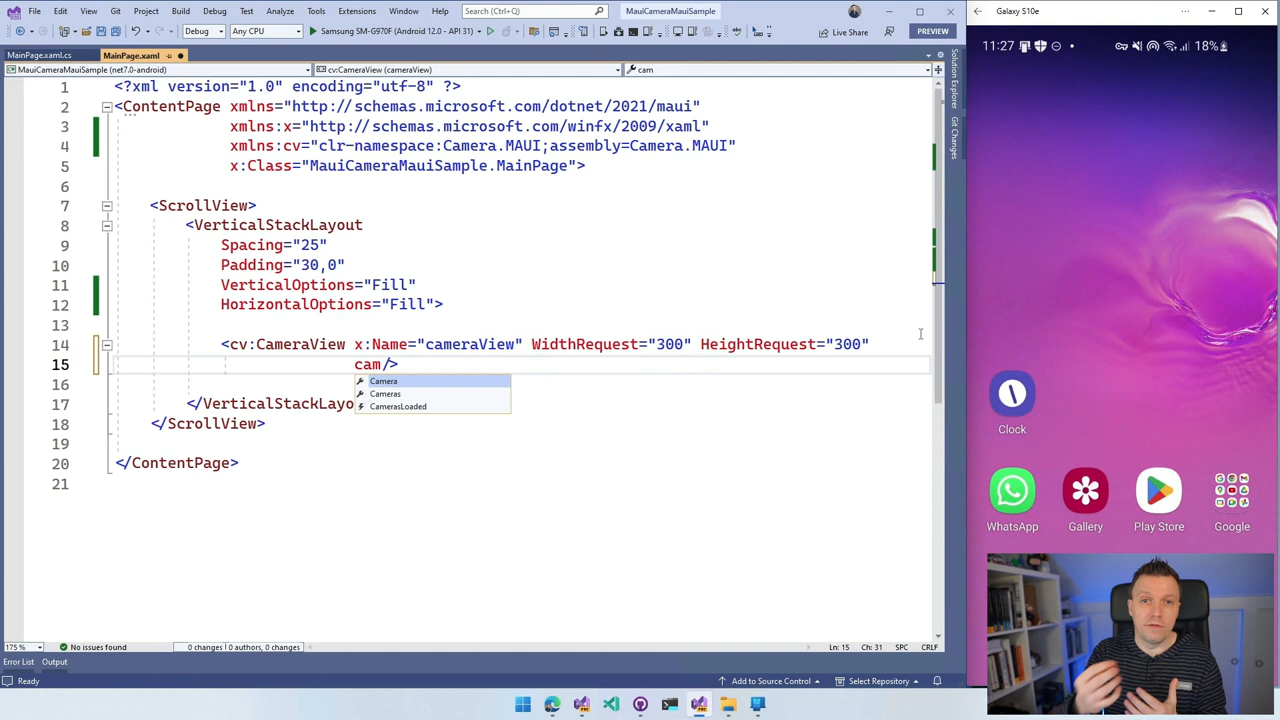 File Edit View Git Project Build Debug Test Analyze Tools Extensions Window Help Search (Ctrl+Q) MauiCameraMauiSample
Debug Any CPU Samsung SM-G970F (Android 12.0 - API 31) Live Share PREVIEW
MainPage.xaml.cs MainPage.xaml
MauiCameraMauiSample (net7.0-android) cv:CameraView (cameraView) cam
1 <?xml version="1.0" encoding="utf-8" ?>
2 <ContentPage xmlns="http://schemas.microsoft.com/dotnet/2021/maui"
3 xmlns:x="http://schemas.microsoft.com/winfx/2009/xaml"
4 xmlns:cv="clr-namespace:Camera.MAUI;assembly=Camera.MAUI"
5 x:Class="MauiCameraMauiSample.MainPage">
6
7 <ScrollView>
8 <VerticalStackLayout
9 Spacing="25"
10 Padding="30,0"
11 VerticalOptions="Fill"
12 HorizontalOptions="Fill">
13
14 <cv:CameraView x:Name="cameraView" WidthRequest="300" HeightRequest="300"
15 cam/>
Camera
16
Cameras
17 </VerticalStackLayo
CamerasLoaded
18 </ScrollView>
19
20 </ContentPage>
21
175 % No issues found 0 changes | 0 authors, 0 changes Ln: 15 Ch: 31 SPC CRLF
Error List Output
Ready Add to Source Control Select Repository
Solution Explorer
Git Changes
Galaxy S10e
11:27 18%
Clock
WhatsApp Gallery Play Store Google